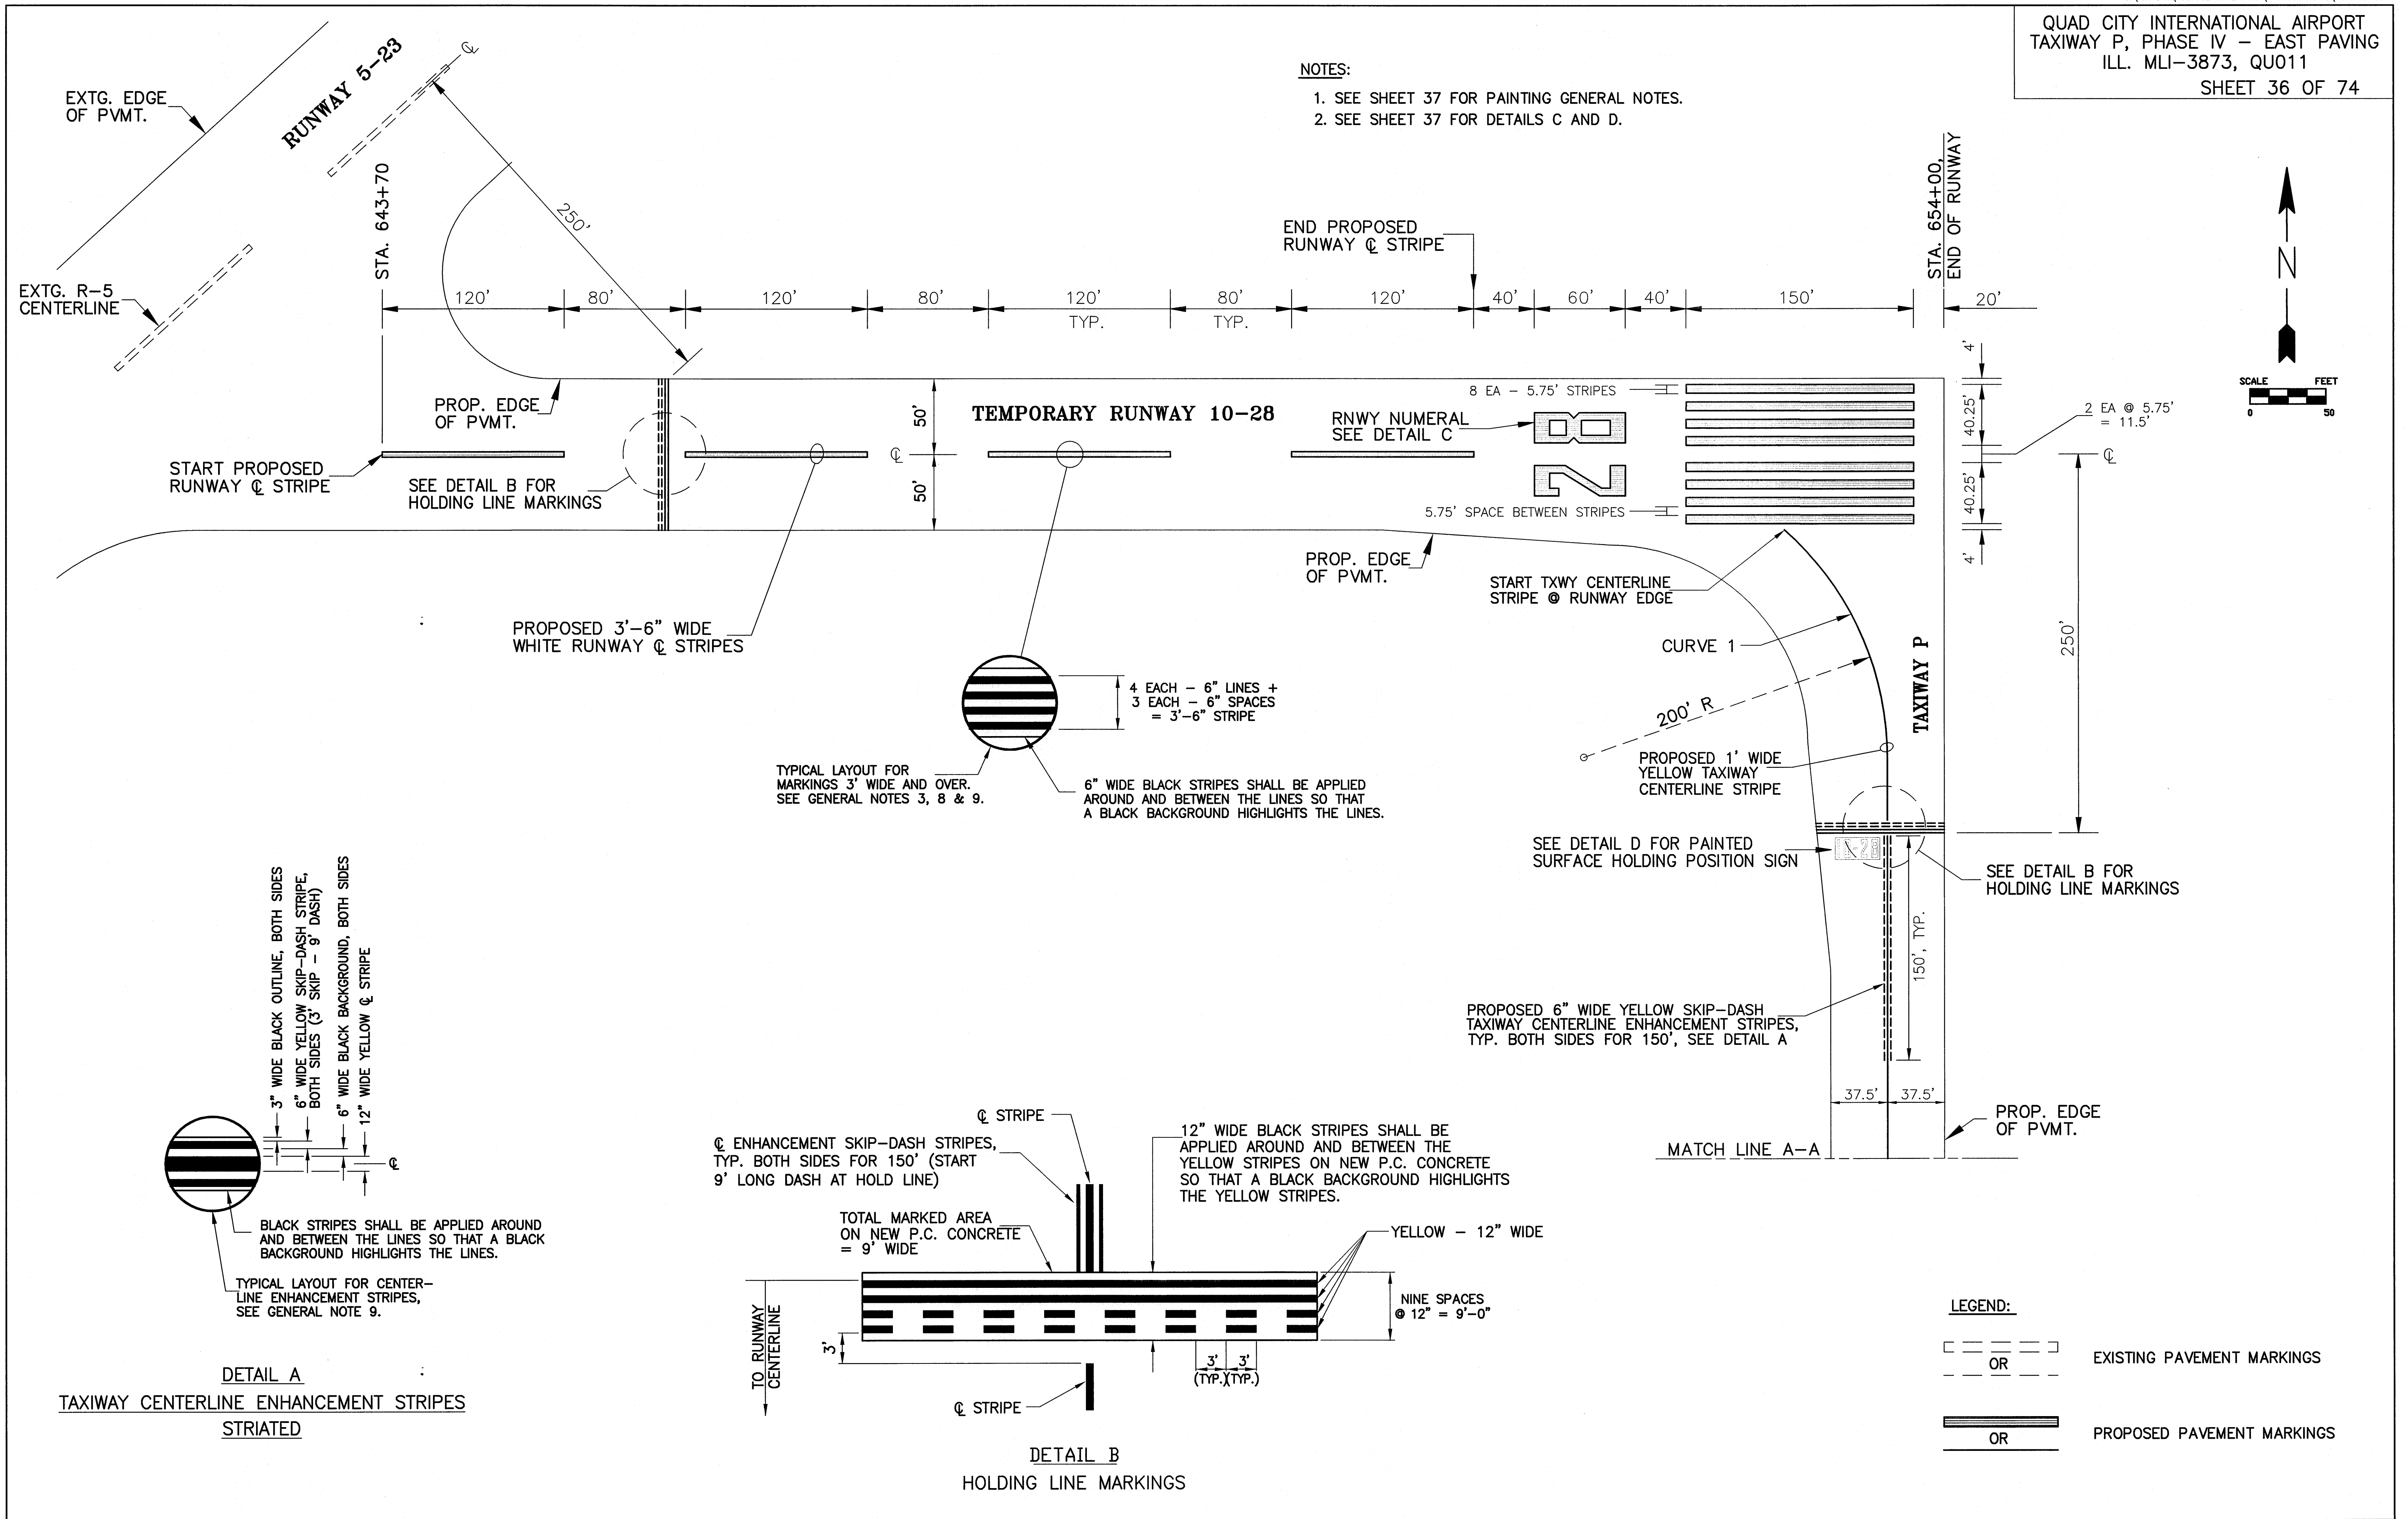 QUAD CITY INTERNATIONAL AIRPORT
TAXIWAY P, PHASE IV – EAST PAVING
ILL. MLI–3873, QU011
SHEET 36 OF 74
NOTES:
1. SEE SHEET 37 FOR PAINTING GENERAL NOTES.
2. SEE SHEET 37 FOR DETAILS C AND D.
EXTG. EDGE
OF PVMT.
RUNWAY 5-23
℄
EXTG. R–5
CENTERLINE
STA. 643+70
250'
END PROPOSED
RUNWAY ℄ STRIPE
STA. 654+00,
END OF RUNWAY
N
SCALE FEET
0 50
120' 80' 120' 80' 120' 80' 120' 40' 60' 40' 150' 20'
TYP. TYP.
PROP. EDGE
OF PVMT.
50'
50'
℄
TEMPORARY RUNWAY 10-28
8 EA – 5.75' STRIPES
RNWY NUMERAL
SEE DETAIL C
28
5.75' SPACE BETWEEN STRIPES
4'
40.25'
40.25'
4'
2 EA @ 5.75'
= 11.5'
℄
START PROPOSED
RUNWAY ℄ STRIPE
SEE DETAIL B FOR
HOLDING LINE MARKINGS
PROP. EDGE
OF PVMT.
START TXWY CENTERLINE
STRIPE @ RUNWAY EDGE
PROPOSED 3'–6" WIDE
WHITE RUNWAY ℄ STRIPES
CURVE 1
200' R
TAXIWAY P
250'
4 EACH – 6" LINES +
3 EACH – 6" SPACES
= 3'–6" STRIPE
TYPICAL LAYOUT FOR
MARKINGS 3' WIDE AND OVER.
SEE GENERAL NOTES 3, 8 & 9.
6" WIDE BLACK STRIPES SHALL BE APPLIED
AROUND AND BETWEEN THE LINES SO THAT
A BLACK BACKGROUND HIGHLIGHTS THE LINES.
PROPOSED 1' WIDE
YELLOW TAXIWAY
CENTERLINE STRIPE
SEE DETAIL D FOR PAINTED
SURFACE HOLDING POSITION SIGN
SEE DETAIL B FOR
HOLDING LINE MARKINGS
150', TYP.
PROPOSED 6" WIDE YELLOW SKIP–DASH
TAXIWAY CENTERLINE ENHANCEMENT STRIPES,
TYP. BOTH SIDES FOR 150', SEE DETAIL A
37.5' 37.5'
PROP. EDGE
OF PVMT.
MATCH LINE A–A
3" WIDE BLACK OUTLINE, BOTH SIDES
6" WIDE YELLOW SKIP–DASH STRIPE,
BOTH SIDES (3' SKIP – 9' DASH)
6" WIDE BLACK BACKGROUND, BOTH SIDES
12" WIDE YELLOW ℄ STRIPE
℄
BLACK STRIPES SHALL BE APPLIED AROUND
AND BETWEEN THE LINES SO THAT A BLACK
BACKGROUND HIGHLIGHTS THE LINES.
TYPICAL LAYOUT FOR CENTER–
LINE ENHANCEMENT STRIPES,
SEE GENERAL NOTE 9.
DETAIL A
TAXIWAY CENTERLINE ENHANCEMENT STRIPES
STRIATED
℄ STRIPE
℄ ENHANCEMENT SKIP–DASH STRIPES,
TYP. BOTH SIDES FOR 150' (START
9' LONG DASH AT HOLD LINE)
12" WIDE BLACK STRIPES SHALL BE
APPLIED AROUND AND BETWEEN THE
YELLOW STRIPES ON NEW P.C. CONCRETE
SO THAT A BLACK BACKGROUND HIGHLIGHTS
THE YELLOW STRIPES.
TOTAL MARKED AREA
ON NEW P.C. CONCRETE
= 9' WIDE
YELLOW – 12" WIDE
NINE SPACES
@ 12" = 9'–0"
TO RUNWAY
CENTERLINE
3'
3' 3'
(TYP.)(TYP.)
℄ STRIPE
DETAIL B
HOLDING LINE MARKINGS
LEGEND:
OR
EXISTING PAVEMENT MARKINGS
OR
PROPOSED PAVEMENT MARKINGS